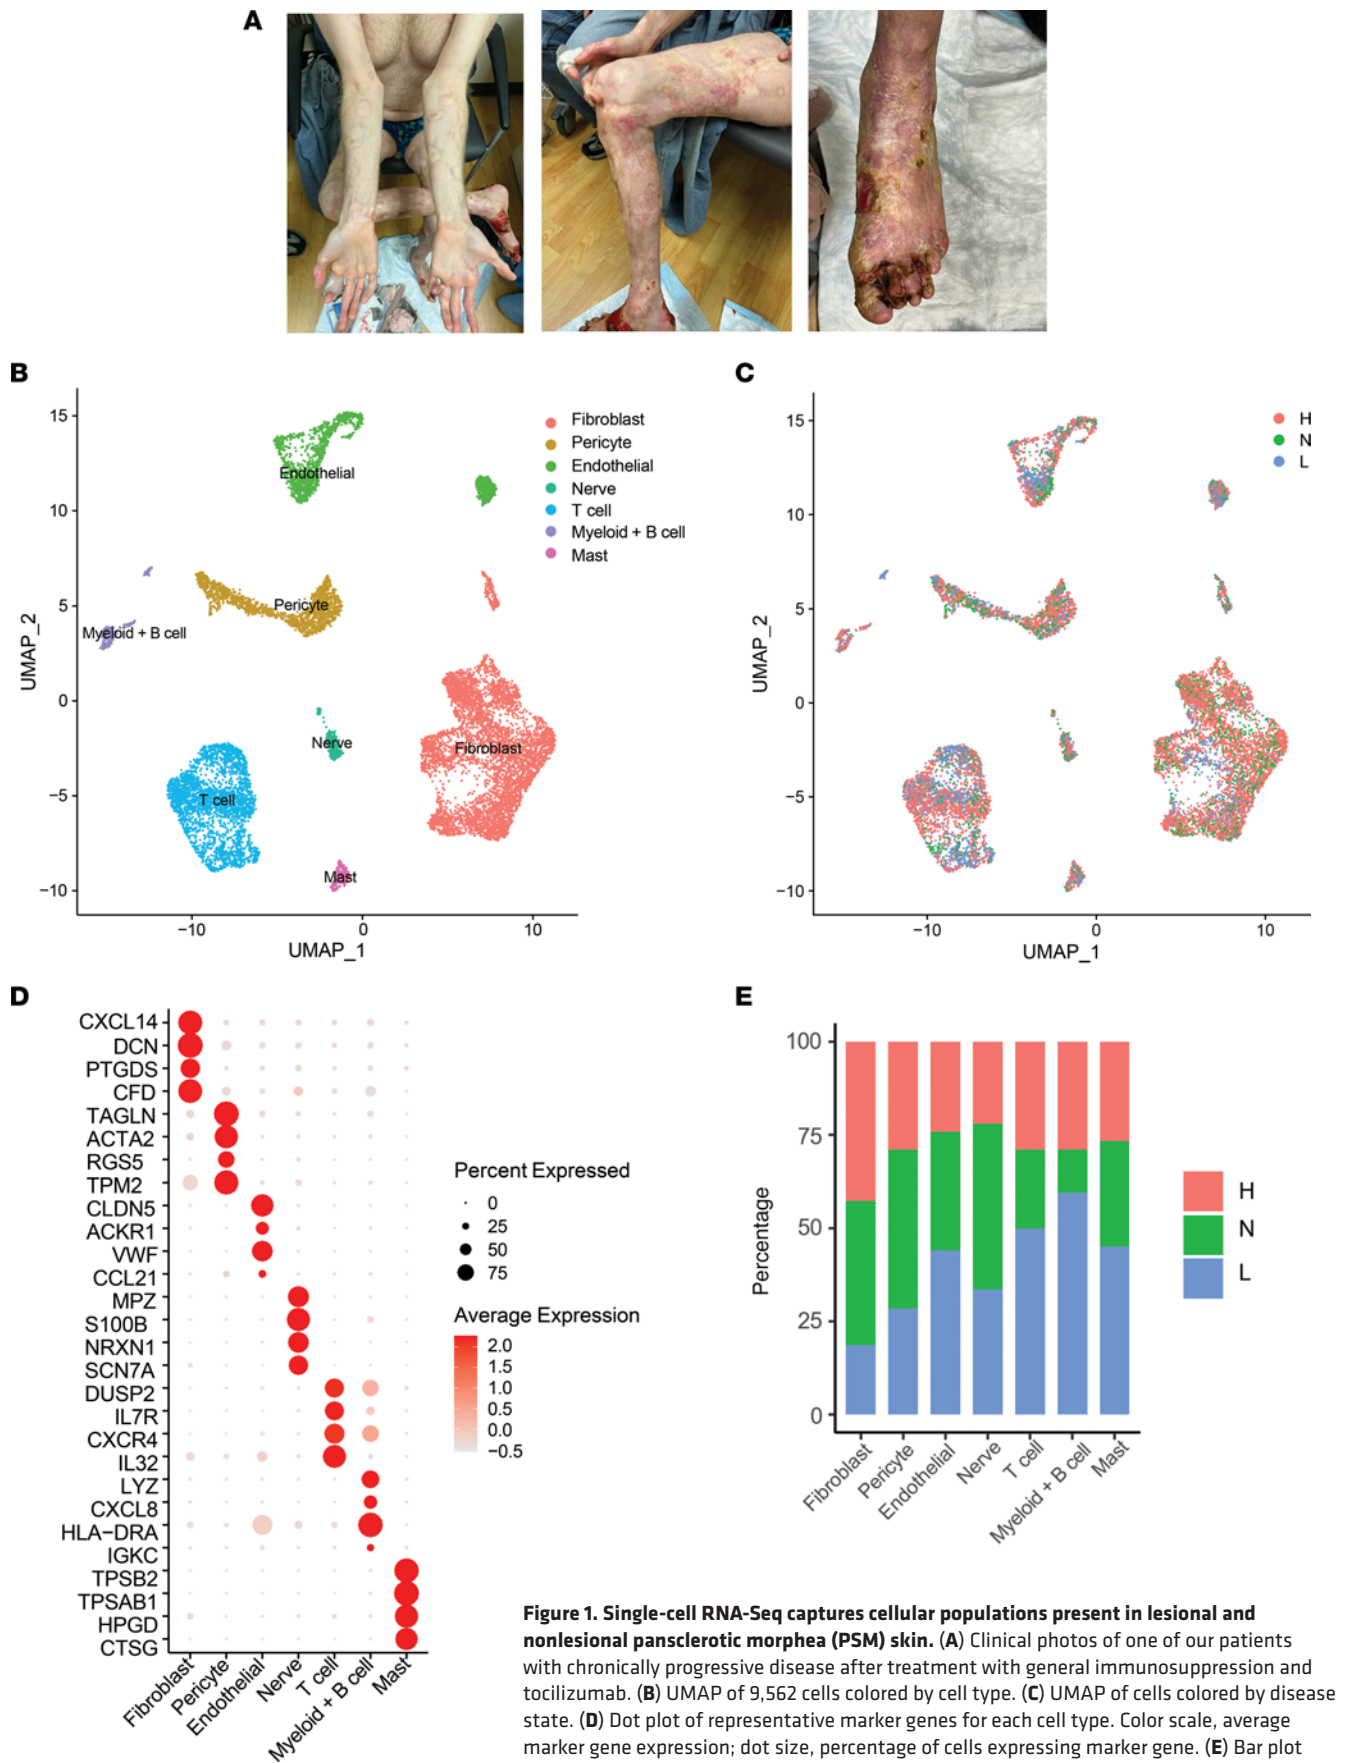 A
B
15
10
5
0
−5
−10
UMAP_2
−10
0
10
UMAP_1
Endothelial
Pericyte
Myeloid + B cell
Nerve
Fibroblast
T cell
Mast
Fibroblast
Pericyte
Endothelial
Nerve
T cell
Myeloid + B cell
Mast
C
15
10
5
0
−5
−10
UMAP_2
−10
0
10
UMAP_1
H
N
L
D
CXCL14
DCN
PTGDS
CFD
TAGLN
ACTA2
RGS5
TPM2
CLDN5
ACKR1
VWF
CCL21
MPZ
S100B
NRXN1
SCN7A
DUSP2
IL7R
CXCR4
IL32
LYZ
CXCL8
HLA−DRA
IGKC
TPSB2
TPSAB1
HPGD
CTSG
Fibroblast
Pericyte
Endothelial
Nerve
T cell
Myeloid + B cell
Mast
Percent Expressed
0
25
50
75
Average Expression
2.0
1.5
1.0
0.5
0.0
−0.5
E
100
75
50
25
0
Percentage
Fibroblast
Pericyte
Endothelial
Nerve
T cell
Myeloid + B cell
Mast
H
N
L
Figure 1. Single-cell RNA-Seq captures cellular populations present in lesional and
nonlesional pansclerotic morphea (PSM) skin. (A) Clinical photos of one of our patients
with chronically progressive disease after treatment with general immunosuppression and
tocilizumab. (B) UMAP of 9,562 cells colored by cell type. (C) UMAP of cells colored by disease
state. (D) Dot plot of representative marker genes for each cell type. Color scale, average
marker gene expression; dot size, percentage of cells expressing marker gene. (E) Bar plot